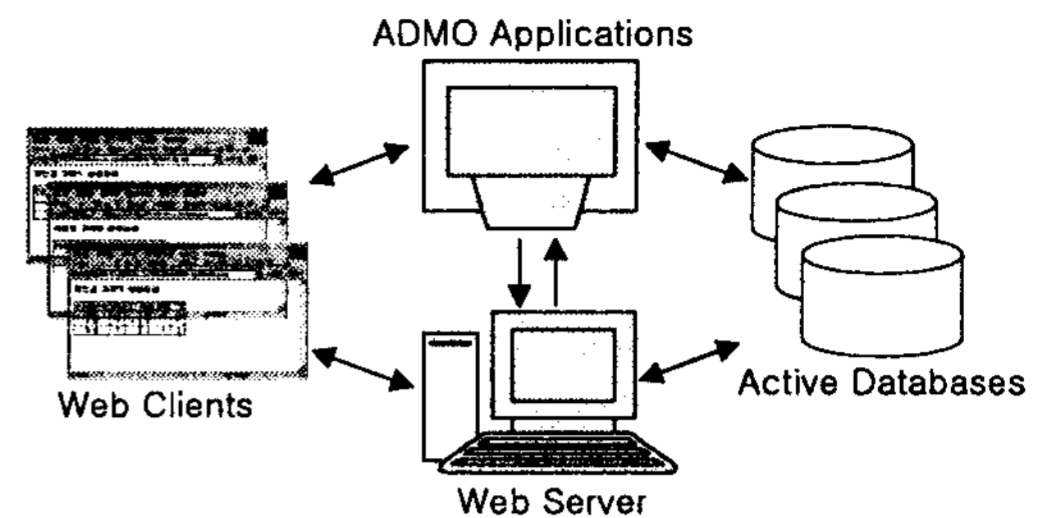 ADMO Applications
Web Clients
Active Databases
Web Server